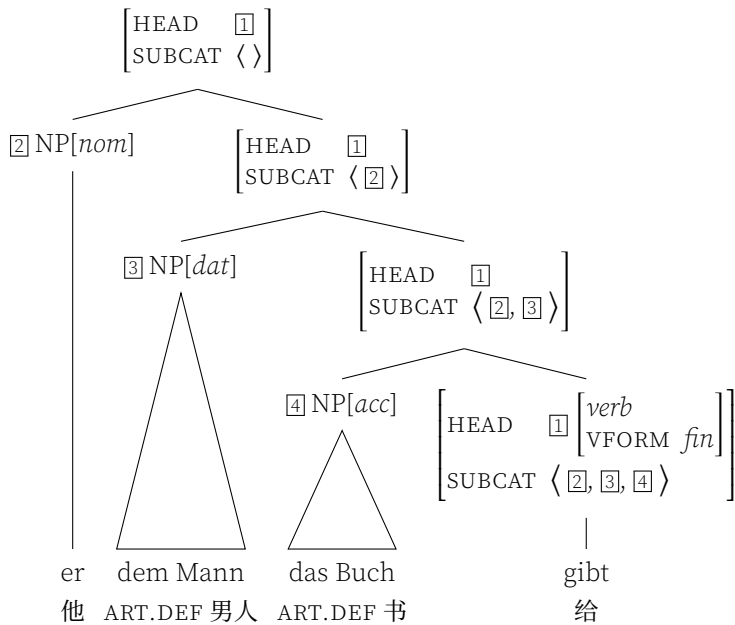 [HEAD 1
SUBCAT ⟨ ⟩]
2 NP[nom]
[HEAD 1
SUBCAT ⟨ 2 ⟩]
3 NP[dat]
[HEAD 1
SUBCAT ⟨ 2, 3 ⟩]
4 NP[acc]
[HEAD 1 [verb
VFORM fin]
SUBCAT ⟨ 2, 3, 4 ⟩]
er dem Mann das Buch gibt
他 ART.DEF 男人 ART.DEF 书 给